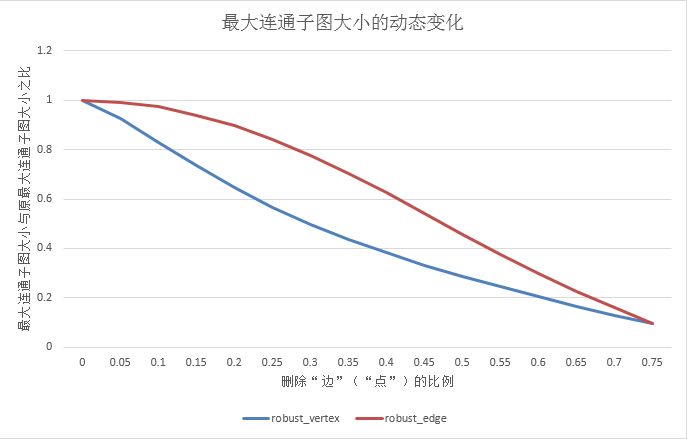 最大连通子图大小的动态变化
最大连通子图大小与原最大连通子图大小之比
1.2
1
0.8
0.6
0.4
0.2
0
0 0.05 0.1 0.15 0.2 0.25 0.3 0.35 0.4 0.45 0.5 0.55 0.6 0.65 0.7 0.75
删除“边”（“点”）的比例
robust_vertex robust_edge